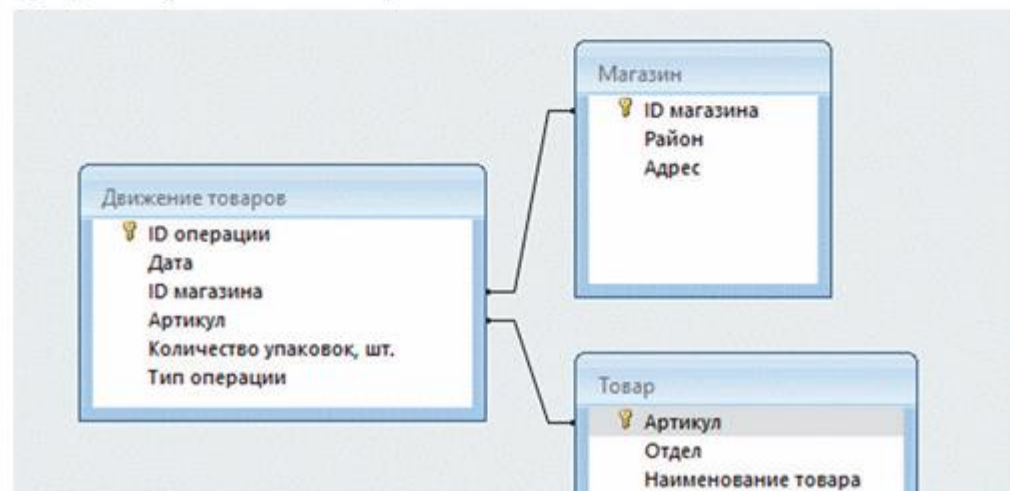 Магазин
ID магазина
Район
Адрес
Движение товаров
ID операции
Дата
ID магазина
Артикул
Количество упаковок, шт.
Тип операции
Товар
Артикул
Отдел
Наименование товара